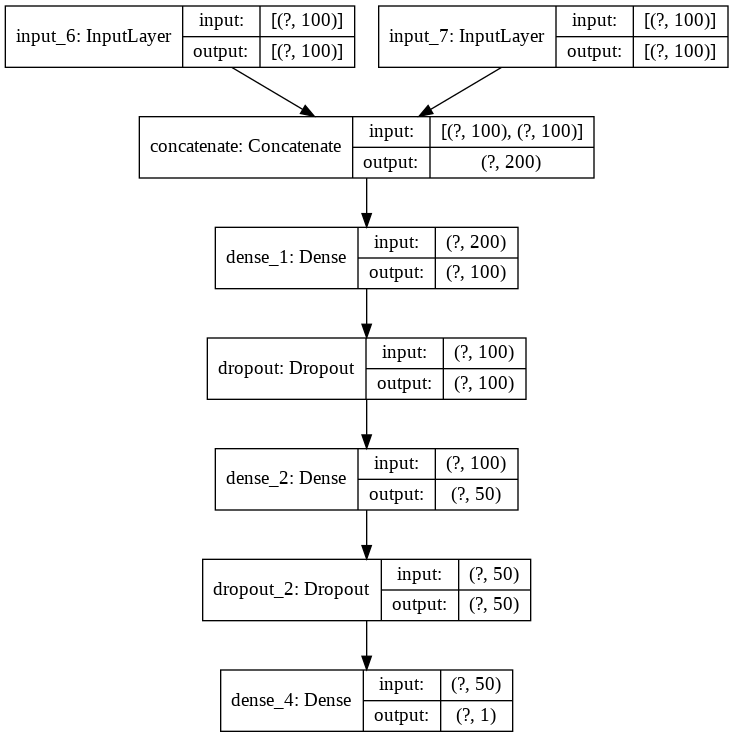 input_6: InputLayer
input: [(?, 100)]
output: [(?, 100)]
input_7: InputLayer
input: [(?, 100)]
output: [(?, 100)]
concatenate: Concatenate
input: [(?, 100), (?, 100)]
output: (?, 200)
dense_1: Dense
input: (?, 200)
output: (?, 100)
dropout: Dropout
input: (?, 100)
output: (?, 100)
dense_2: Dense
input: (?, 100)
output: (?, 50)
dropout_2: Dropout
input: (?, 50)
output: (?, 50)
dense_4: Dense
input: (?, 50)
output: (?, 1)